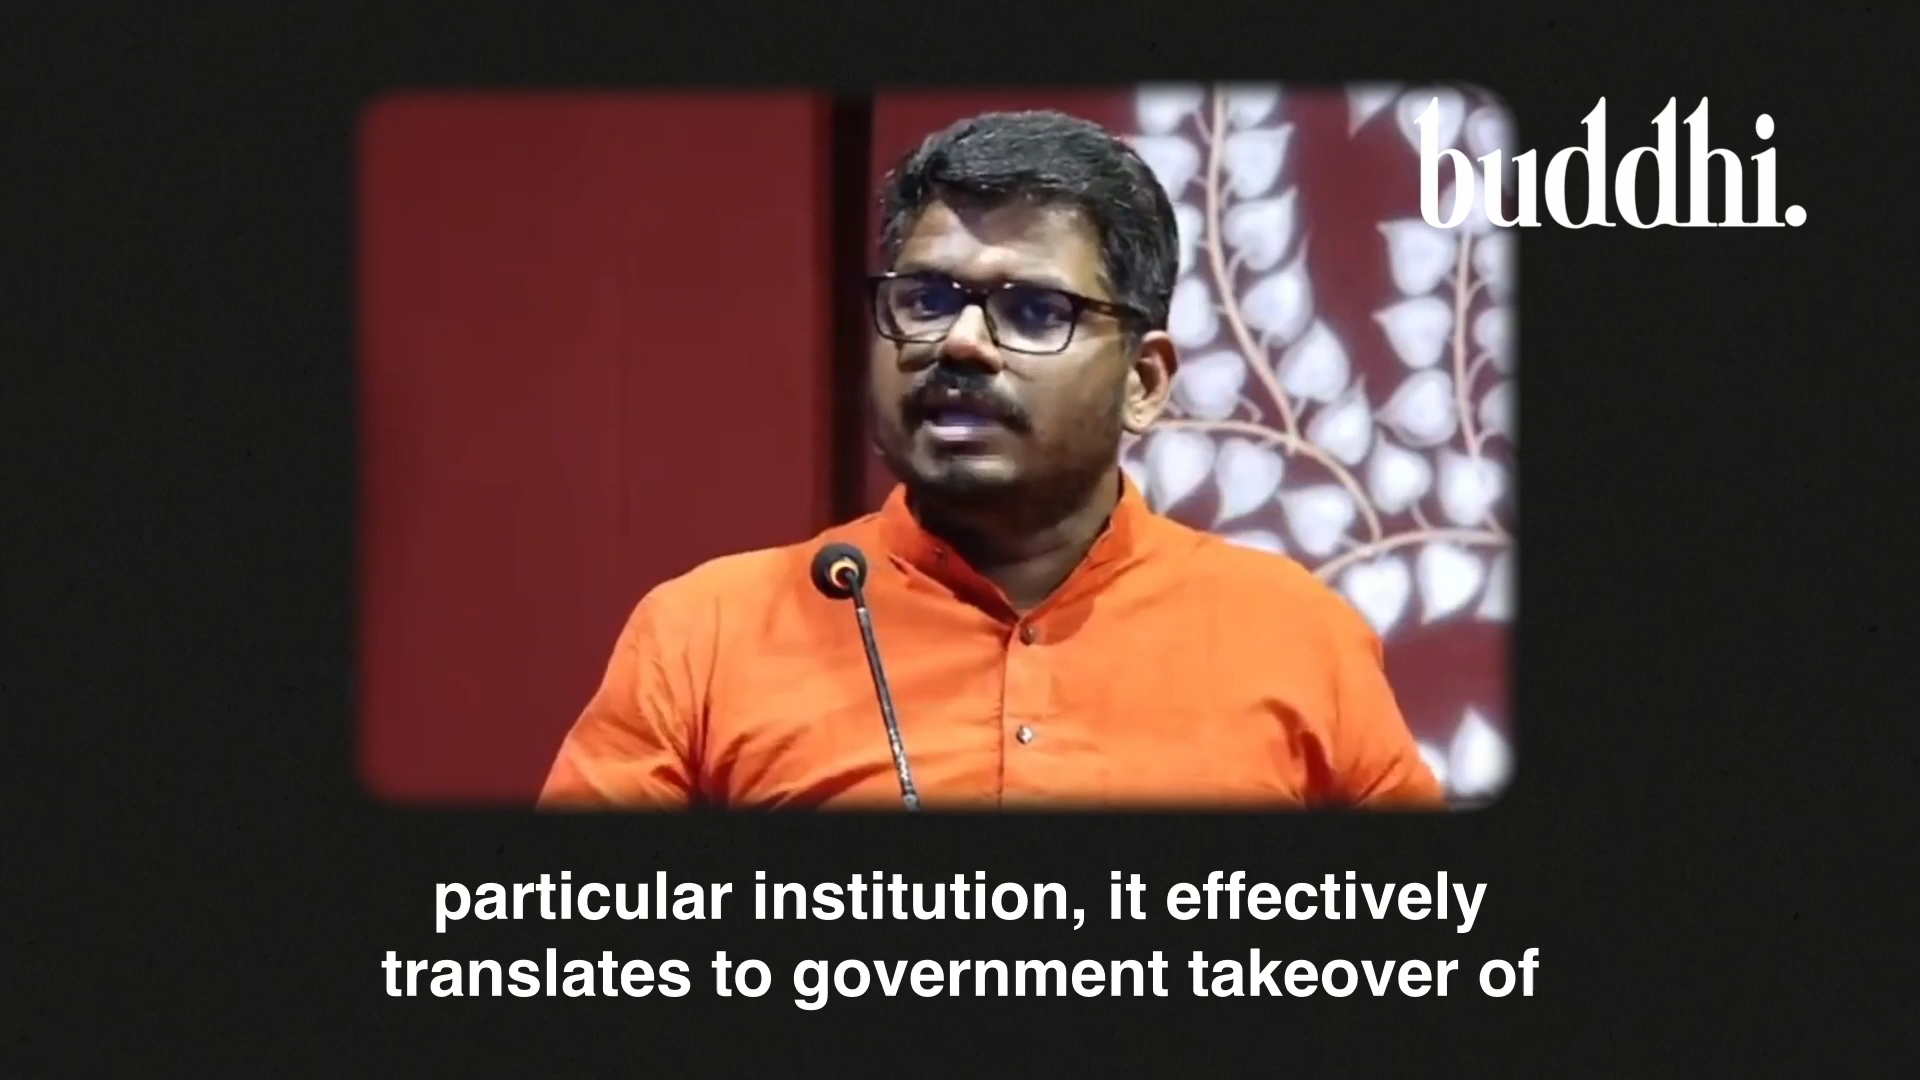 buddhi.
particular institution, it effectively
translates to government takeover of